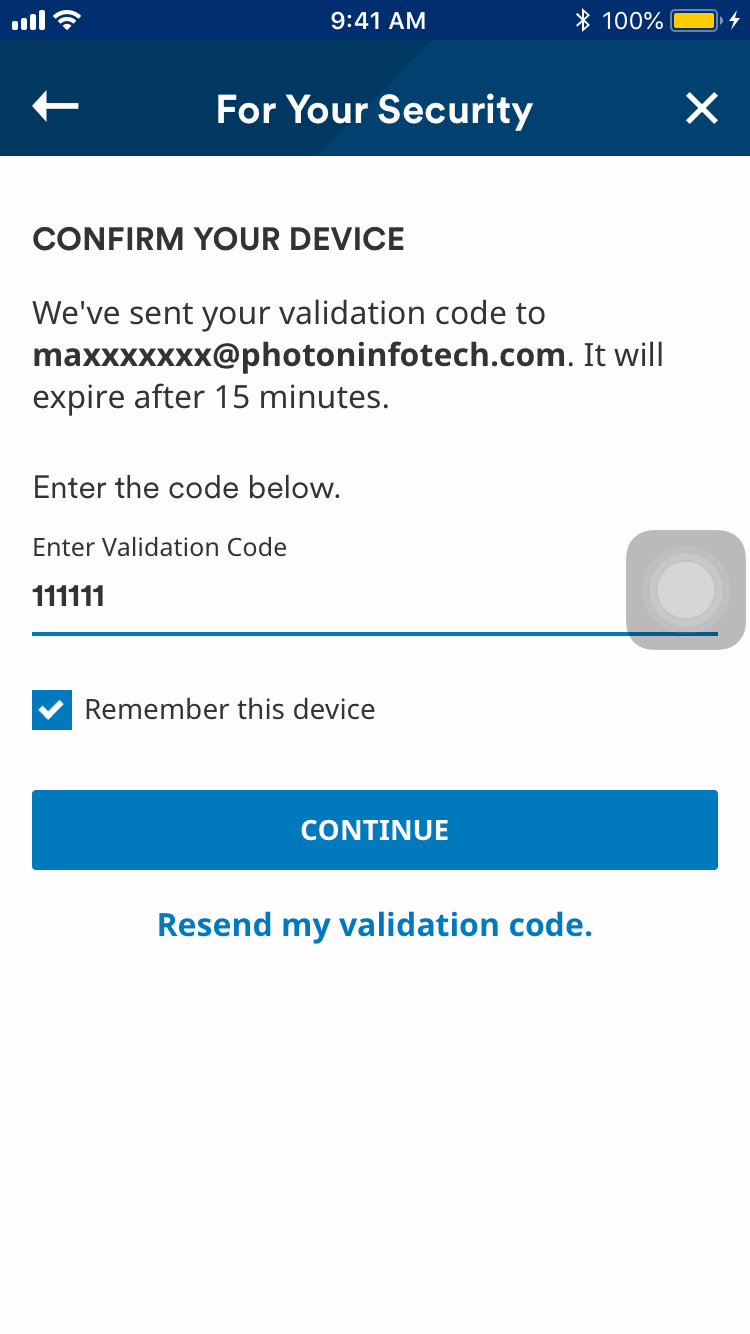 9:41 AM 100%
For Your Security
CONFIRM YOUR DEVICE
We've sent your validation code to
maxxxxxxx@photoninfotech.com. It will
expire after 15 minutes.
Enter the code below.
Enter Validation Code
111111
Remember this device
CONTINUE
Resend my validation code.